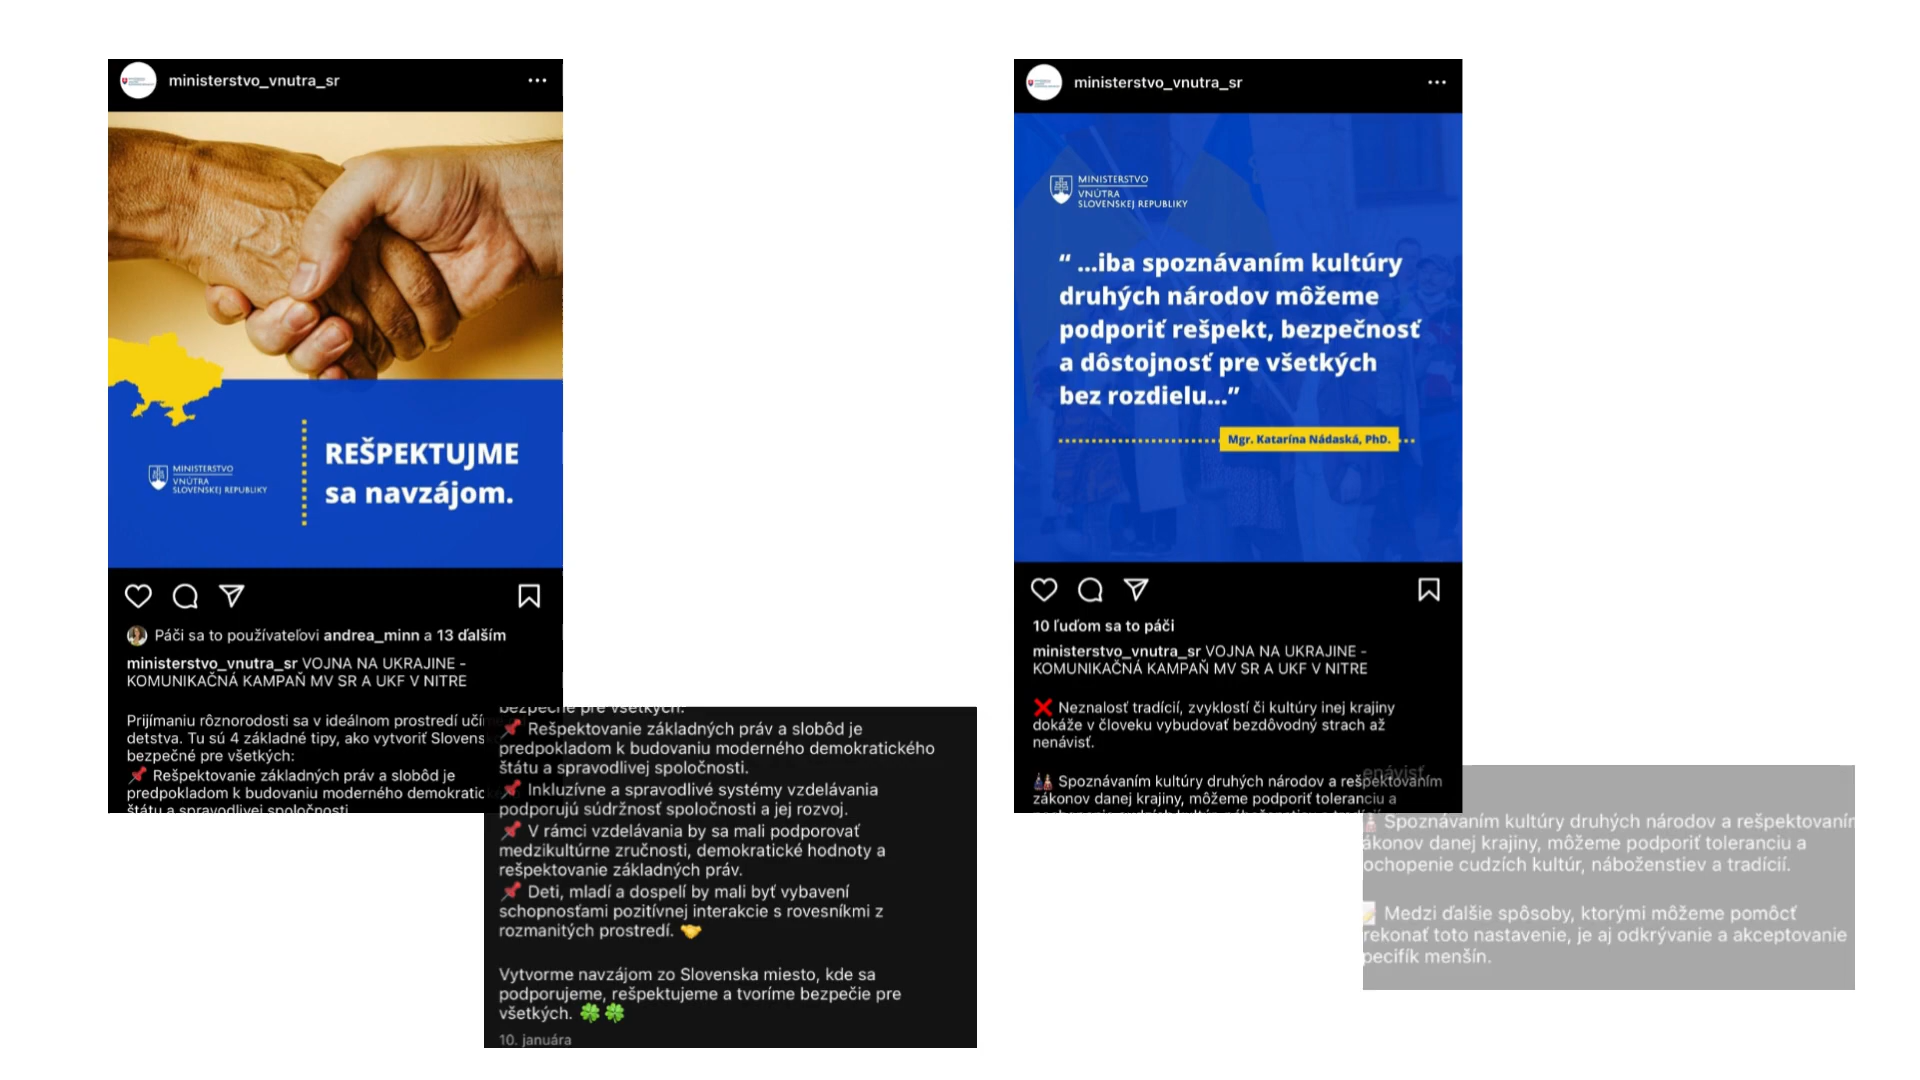 ministerstvo_vnutra_sr
MINISTERSTVO
VNÚTRA
SLOVENSKEJ REPUBLIKY
REŠPEKTUJME
sa navzájom.
Páči sa to používateľovi andrea_minn a 13 ďalším
ministerstvo_vnutra_sr VOJNA NA UKRAJINE -
KOMUNIKAČNÁ KAMPAŇ MV SR A UKF V NITRE
Prijímaniu rôznorodosti sa v ideálnom prostredí učí
detstva. Tu sú 4 základné tipy, ako vytvoriť Slovens
bezpečné pre všetkých:
📌 Rešpektovanie základných práv a slobôd je
predpokladom k budovaniu moderného demokratic
štátu a spravodlivej spoločnosti.
bezpečné pre všetkých:
📌 Rešpektovanie základných práv a slobôd je
predpokladom k budovaniu moderného demokratického
štátu a spravodlivej spoločnosti.
📌 Inkluzívne a spravodlivé systémy vzdelávania
podporujú súdržnosť spoločnosti a jej rozvoj.
📌 V rámci vzdelávania by sa mali podporovať
medzikultúrne zručnosti, demokratické hodnoty a
rešpektovanie základných práv.
📌 Deti, mladí a dospelí by mali byť vybavení
schopnosťami pozitívnej interakcie s rovesníkmi z
rozmanitých prostredí. 🤝
Vytvorme navzájom zo Slovenska miesto, kde sa
podporujeme, rešpektujeme a tvoríme bezpečie pre
všetkých. 🍀🍀
10. januára
ministerstvo_vnutra_sr
MINISTERSTVO
VNÚTRA
SLOVENSKEJ REPUBLIKY
“ ...iba spoznávaním kultúry
druhých národov môžeme
podporiť rešpekt, bezpečnosť
a dôstojnosť pre všetkých
bez rozdielu...”
Mgr. Katarína Nádaská, PhD.
10 ľuďom sa to páči
ministerstvo_vnutra_sr VOJNA NA UKRAJINE -
KOMUNIKAČNÁ KAMPAŇ MV SR A UKF V NITRE
❌ Neznalosť tradícií, zvyklostí či kultúry inej krajiny
dokáže v človeku vybudovať bezdôvodný strach až
nenávisť.
Spoznávaním kultúry druhých národov a rešpektovaním
zákonov danej krajiny, môžeme podporiť toleranciu a
enávisť.
Spoznávaním kultúry druhých národov a rešpektovaním
ákonov danej krajiny, môžeme podporiť toleranciu a
ochopenie cudzích kultúr, náboženstiev a tradícií.
📝 Medzi ďalšie spôsoby, ktorými môžeme pomôcť
rekonať toto nastavenie, je aj odkrývanie a akceptovanie
pecifík menšín.